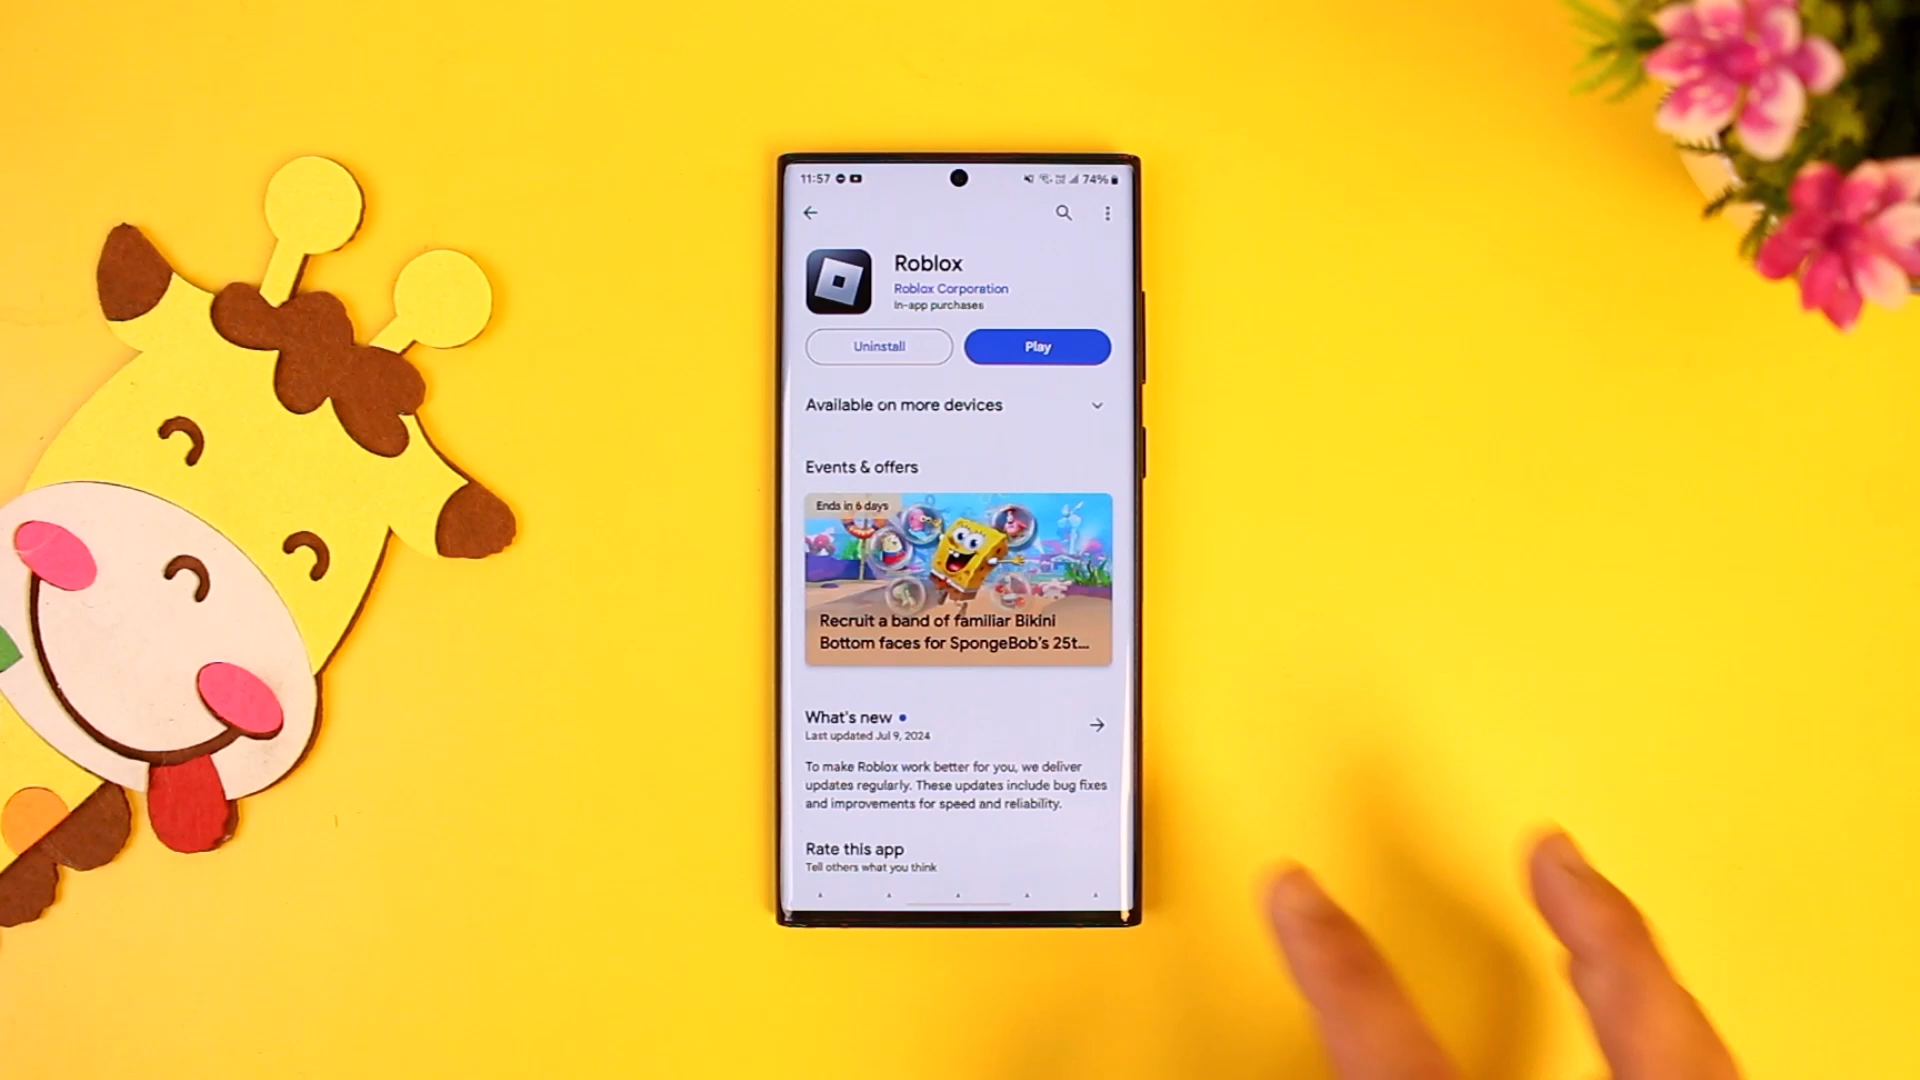 11:57
74%
Roblox
Roblox Corporation
In-app purchases
Uninstall
Play
Available on more devices
Events & offers
Ends in 6 days
Recruit a band of familiar Bikini
Bottom faces for SpongeBob's 25t...
What's new
Last updated Jul 9, 2024
To make Roblox work better for you, we deliver
updates regularly. These updates include bug fixes
and improvements for speed and reliability.
Rate this app
Tell others what you think